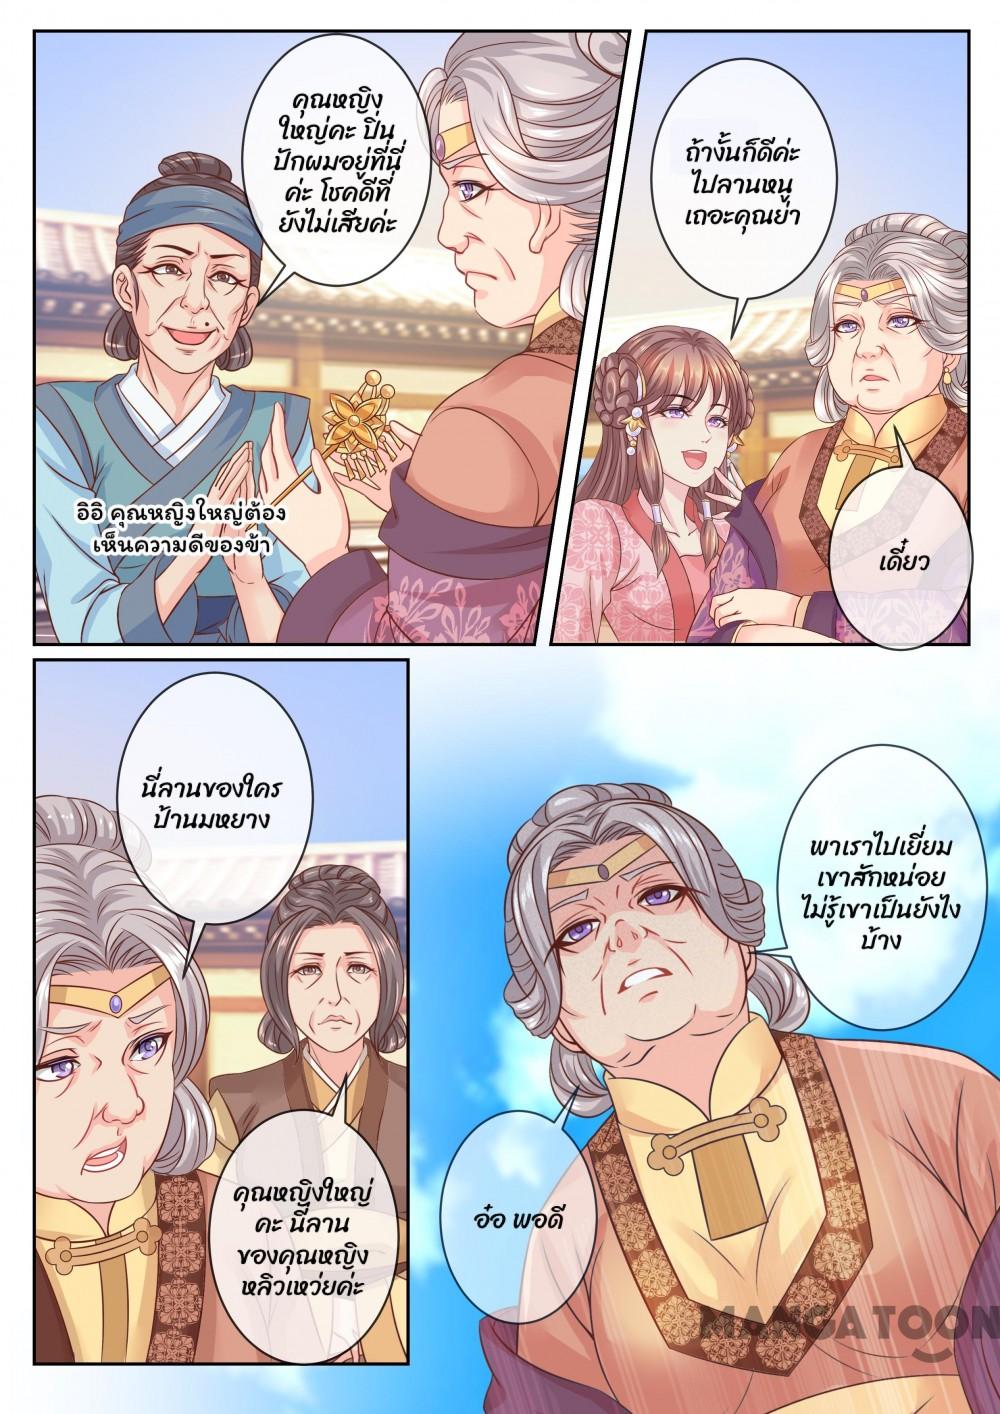 คุณหญิง
ใหญ่คะ ปิ่น
ปักผมอยู่ที่นี่
ค่ะ โชคดีที่
ยังไม่เสียค่ะ
อิอิ คุณหญิงใหญ่ต้อง
เห็นความดีของข้า
ถ้างั้นก็ดีค่ะ
ไปลานหนู
เถอะคุณย่า
เดี๋ยว
นี่ลานของใคร
ป้านมหยาง
คุณหญิงใหญ่
คะ นี่ลาน
ของคุณหญิง
หลิวเหว่ยค่ะ
พาเราไปเยี่ยม
เขาสักหน่อย
ไม่รู้เขาเป็นยังไง
บ้าง
อ๋อ พอดี
MANGATOON